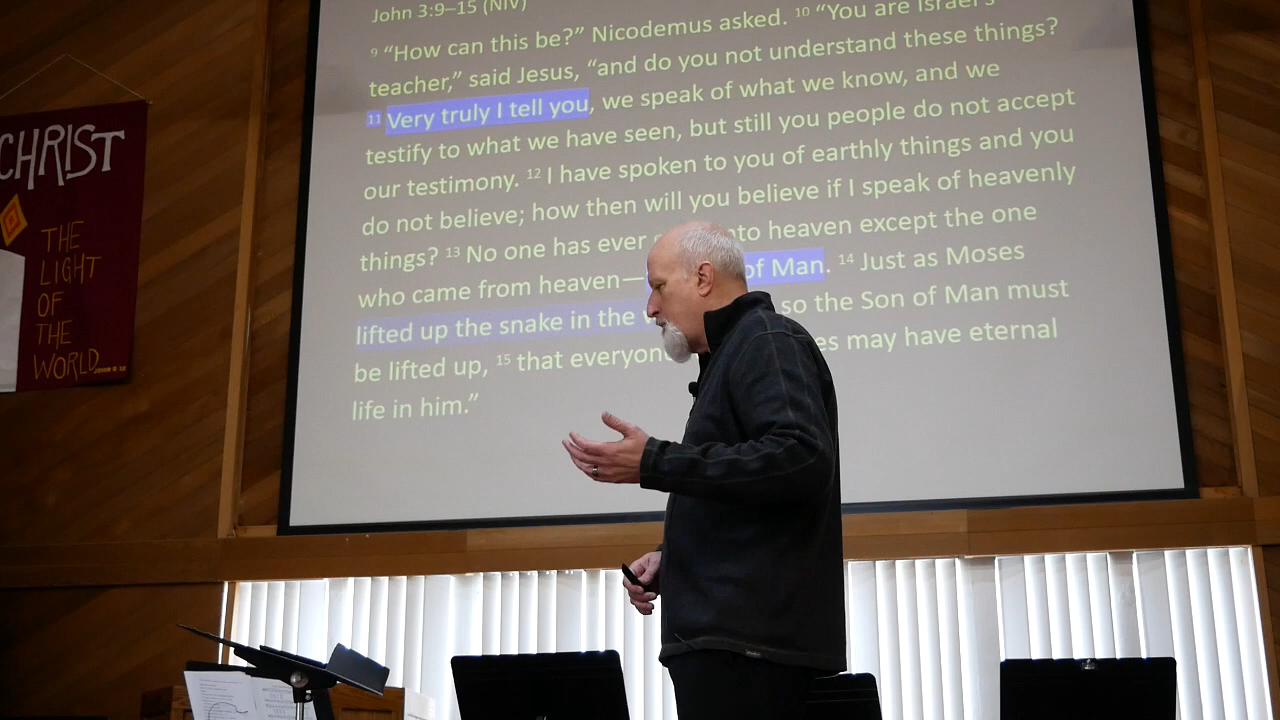 John 3:9–15 (NIV)
9 “How can this be?” Nicodemus asked. 10 “You are Israel’s
teacher,” said Jesus, “and do you not understand these things?
11 Very truly I tell you, we speak of what we know, and we
testify to what we have seen, but still you people do not accept
our testimony. 12 I have spoken to you of earthly things and you
do not believe; how then will you believe if I speak of heavenly
things? 13 No one has ever into heaven except the one
who came from heaven— of Man. 14 Just as Moses
lifted up the snake in the so the Son of Man must
be lifted up, 15 that everyone may have eternal
life in him.”
CHRIST
THE
LIGHT
OF
THE
WORLD
JOHN 8 12